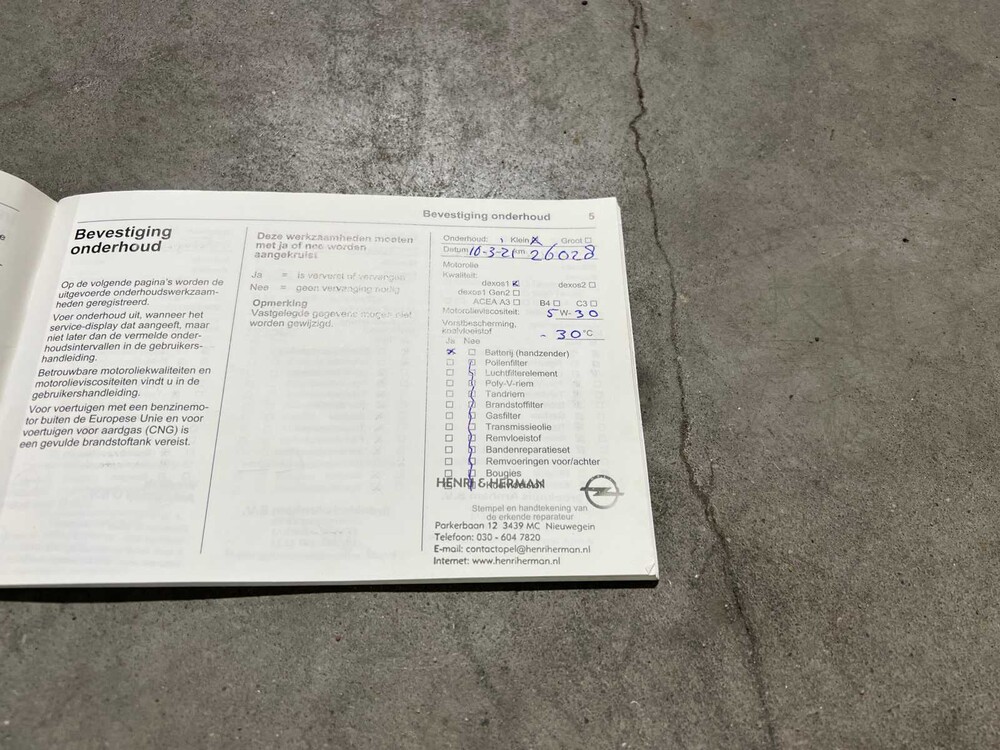 Bevestiging onderhoud 5
Bevestiging
onderhoud
Op de volgende pagina's worden de
uitgevoerde onderhoudswerkzaam-
heden geregistreerd.
Voer onderhoud uit, wanneer het
service-display dat aangeeft, maar
niet later dan de vermelde onder-
houdsintervallen in de gebruikers-
handleiding.
Betrouwbare motoroliekwaliteiten en
motorolieviscositeiten vindt u in de
gebruikershandleiding.
Voor voertuigen met een benzinemo-
tor buiten de Europese Unie en voor
voertuigen voor aardgas (CNG) is
een gevulde brandstoftank vereist.
Deze werkzaamheden moeten
met ja of nee worden
aangekruist
Ja = is ververst of vervangen
Nee = geen vervanging nodig
Opmerking
Vastgelegde gegevens mogen niet
worden gewijzigd.
Onderhoud: Klein ☒ Groot ☐
Datum 10-3-21 km 26028
Motorolie
Kwaliteit:
dexos1 ☒ dexos2 ☐
dexos1 Gen2 ☐
ACEA A3 ☐ B4 ☐ C3 ☐
Motorolieviscositeit: 5 W- 30
Vorstbescherming,
koelvloeistof - 30 °C
Ja Nee
☒ ☐ Batterij (handzender)
☐ ☐ Pollenfilter
☐ ☐ Luchtfilterelement
☐ ☐ Poly-V-riem
☐ ☐ Tandriem
☐ ☐ Brandstoffilter
☐ ☐ Gasfilter
☐ ☐ Transmissieolie
☐ ☐ Remvloeistof
☐ ☐ Bandenreparatieset
☐ ☐ Remvoeringen voor/achter
☐ ☐ Bougies
HENRI & HERMAN
Stempel en handtekening van
de erkende reparateur
Parkerbaan 12 3439 MC Nieuwegein
Telefoon: 030 - 604 7820
E-mail: contactopel@henriherman.nl
Internet: www.henriherman.nl